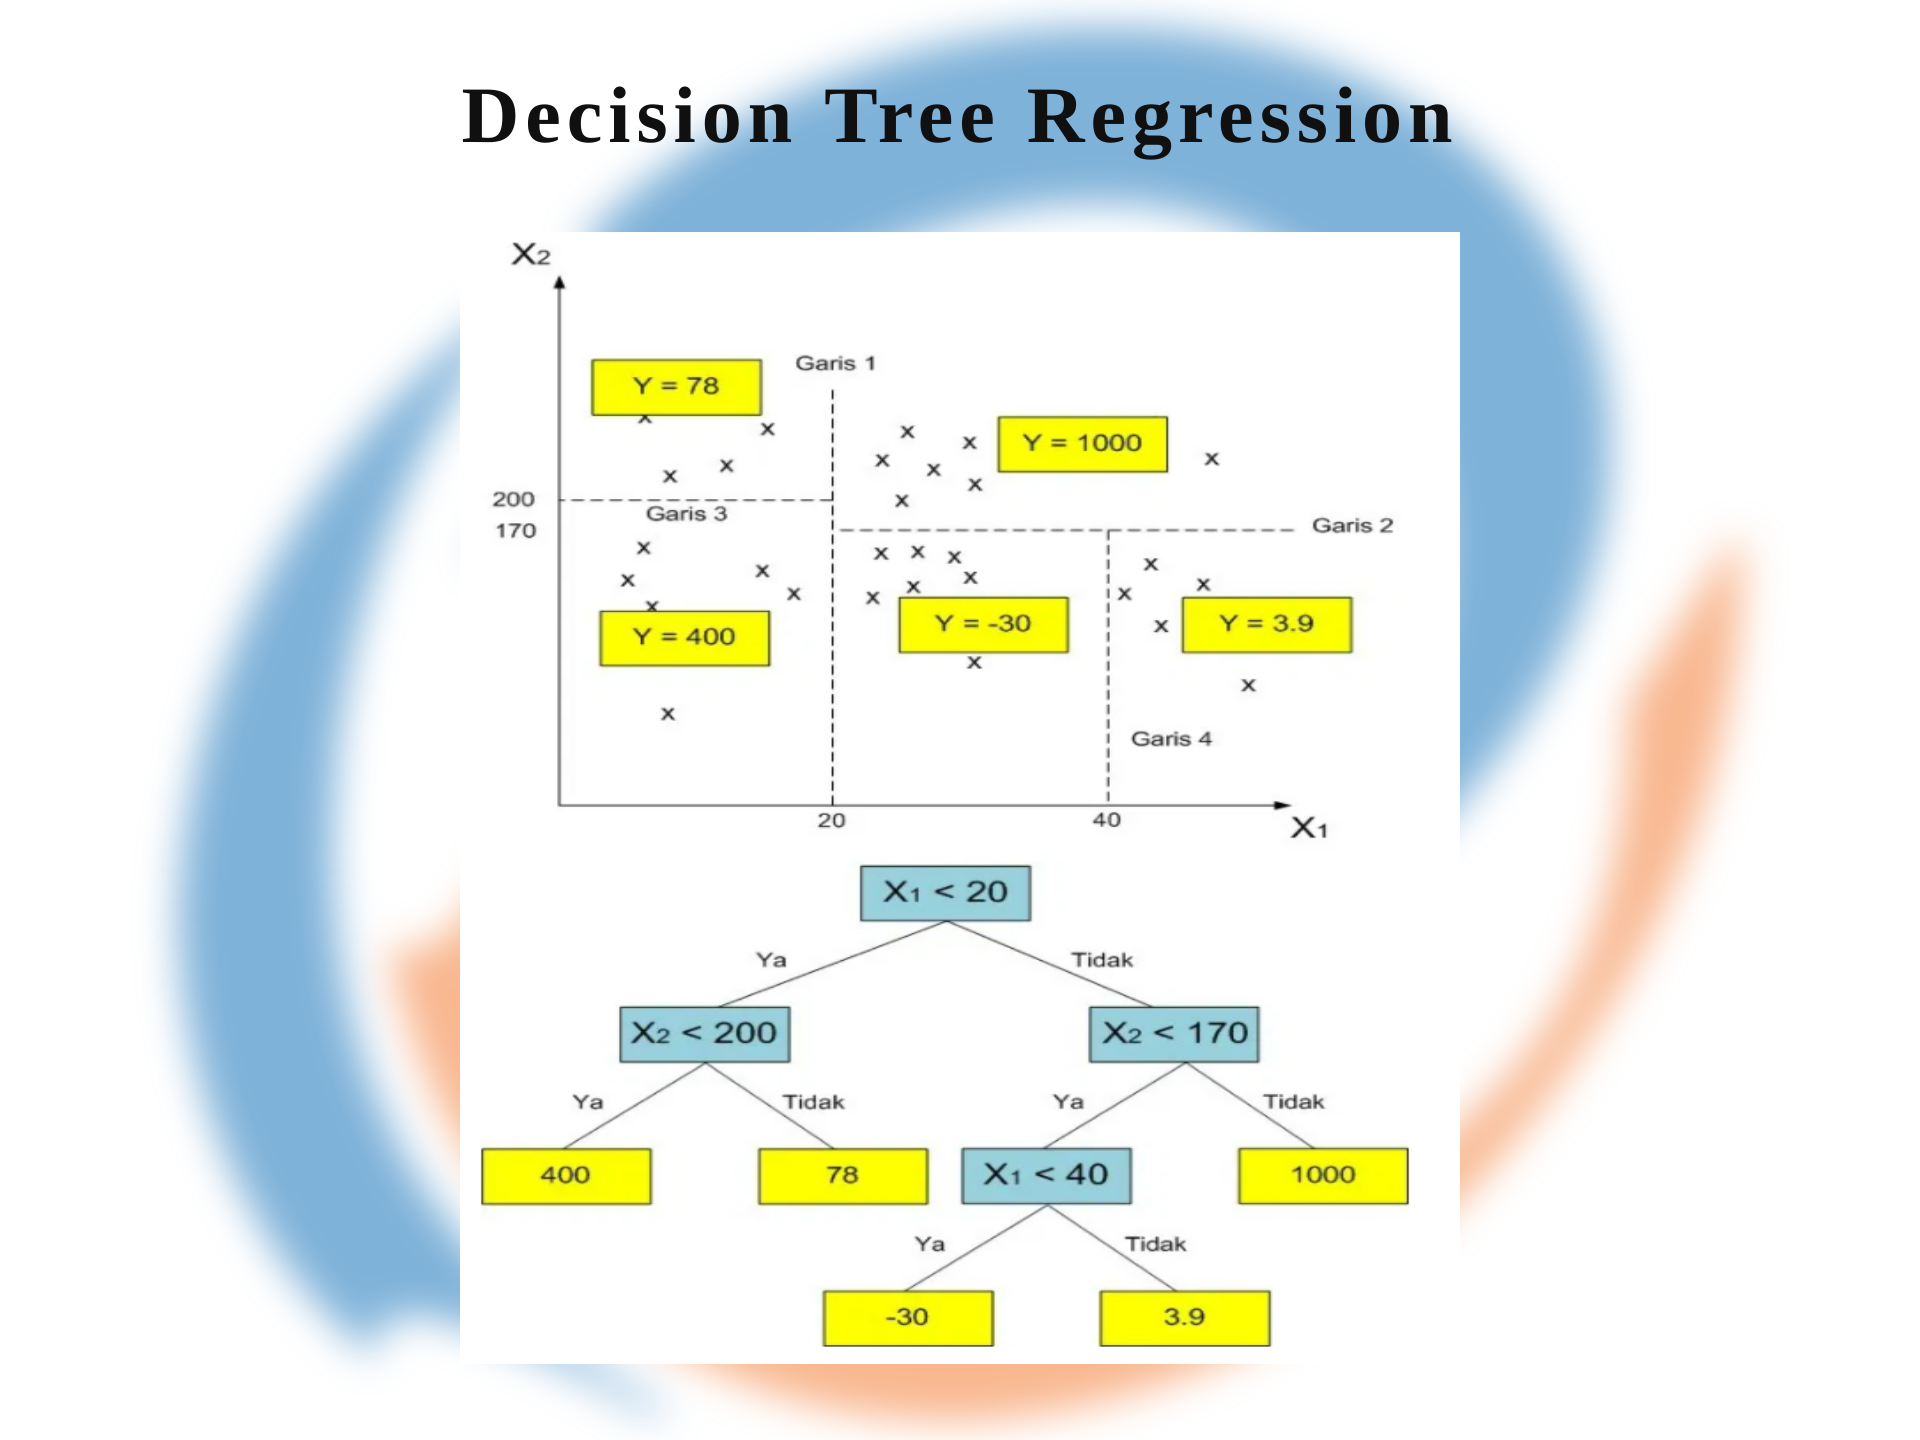 Decision Tree Regression
X2
Garis 1
Y = 78
Y = 1000
200
Garis 3
170
Garis 2
Y = 400
Y = -30
Y = 3.9
Garis 4
20
40
X1
X1 < 20
Ya
Tidak
X2 < 200
X2 < 170
Ya
Tidak
Ya
Tidak
400
78
X1 < 40
1000
Ya
Tidak
-30
3.9